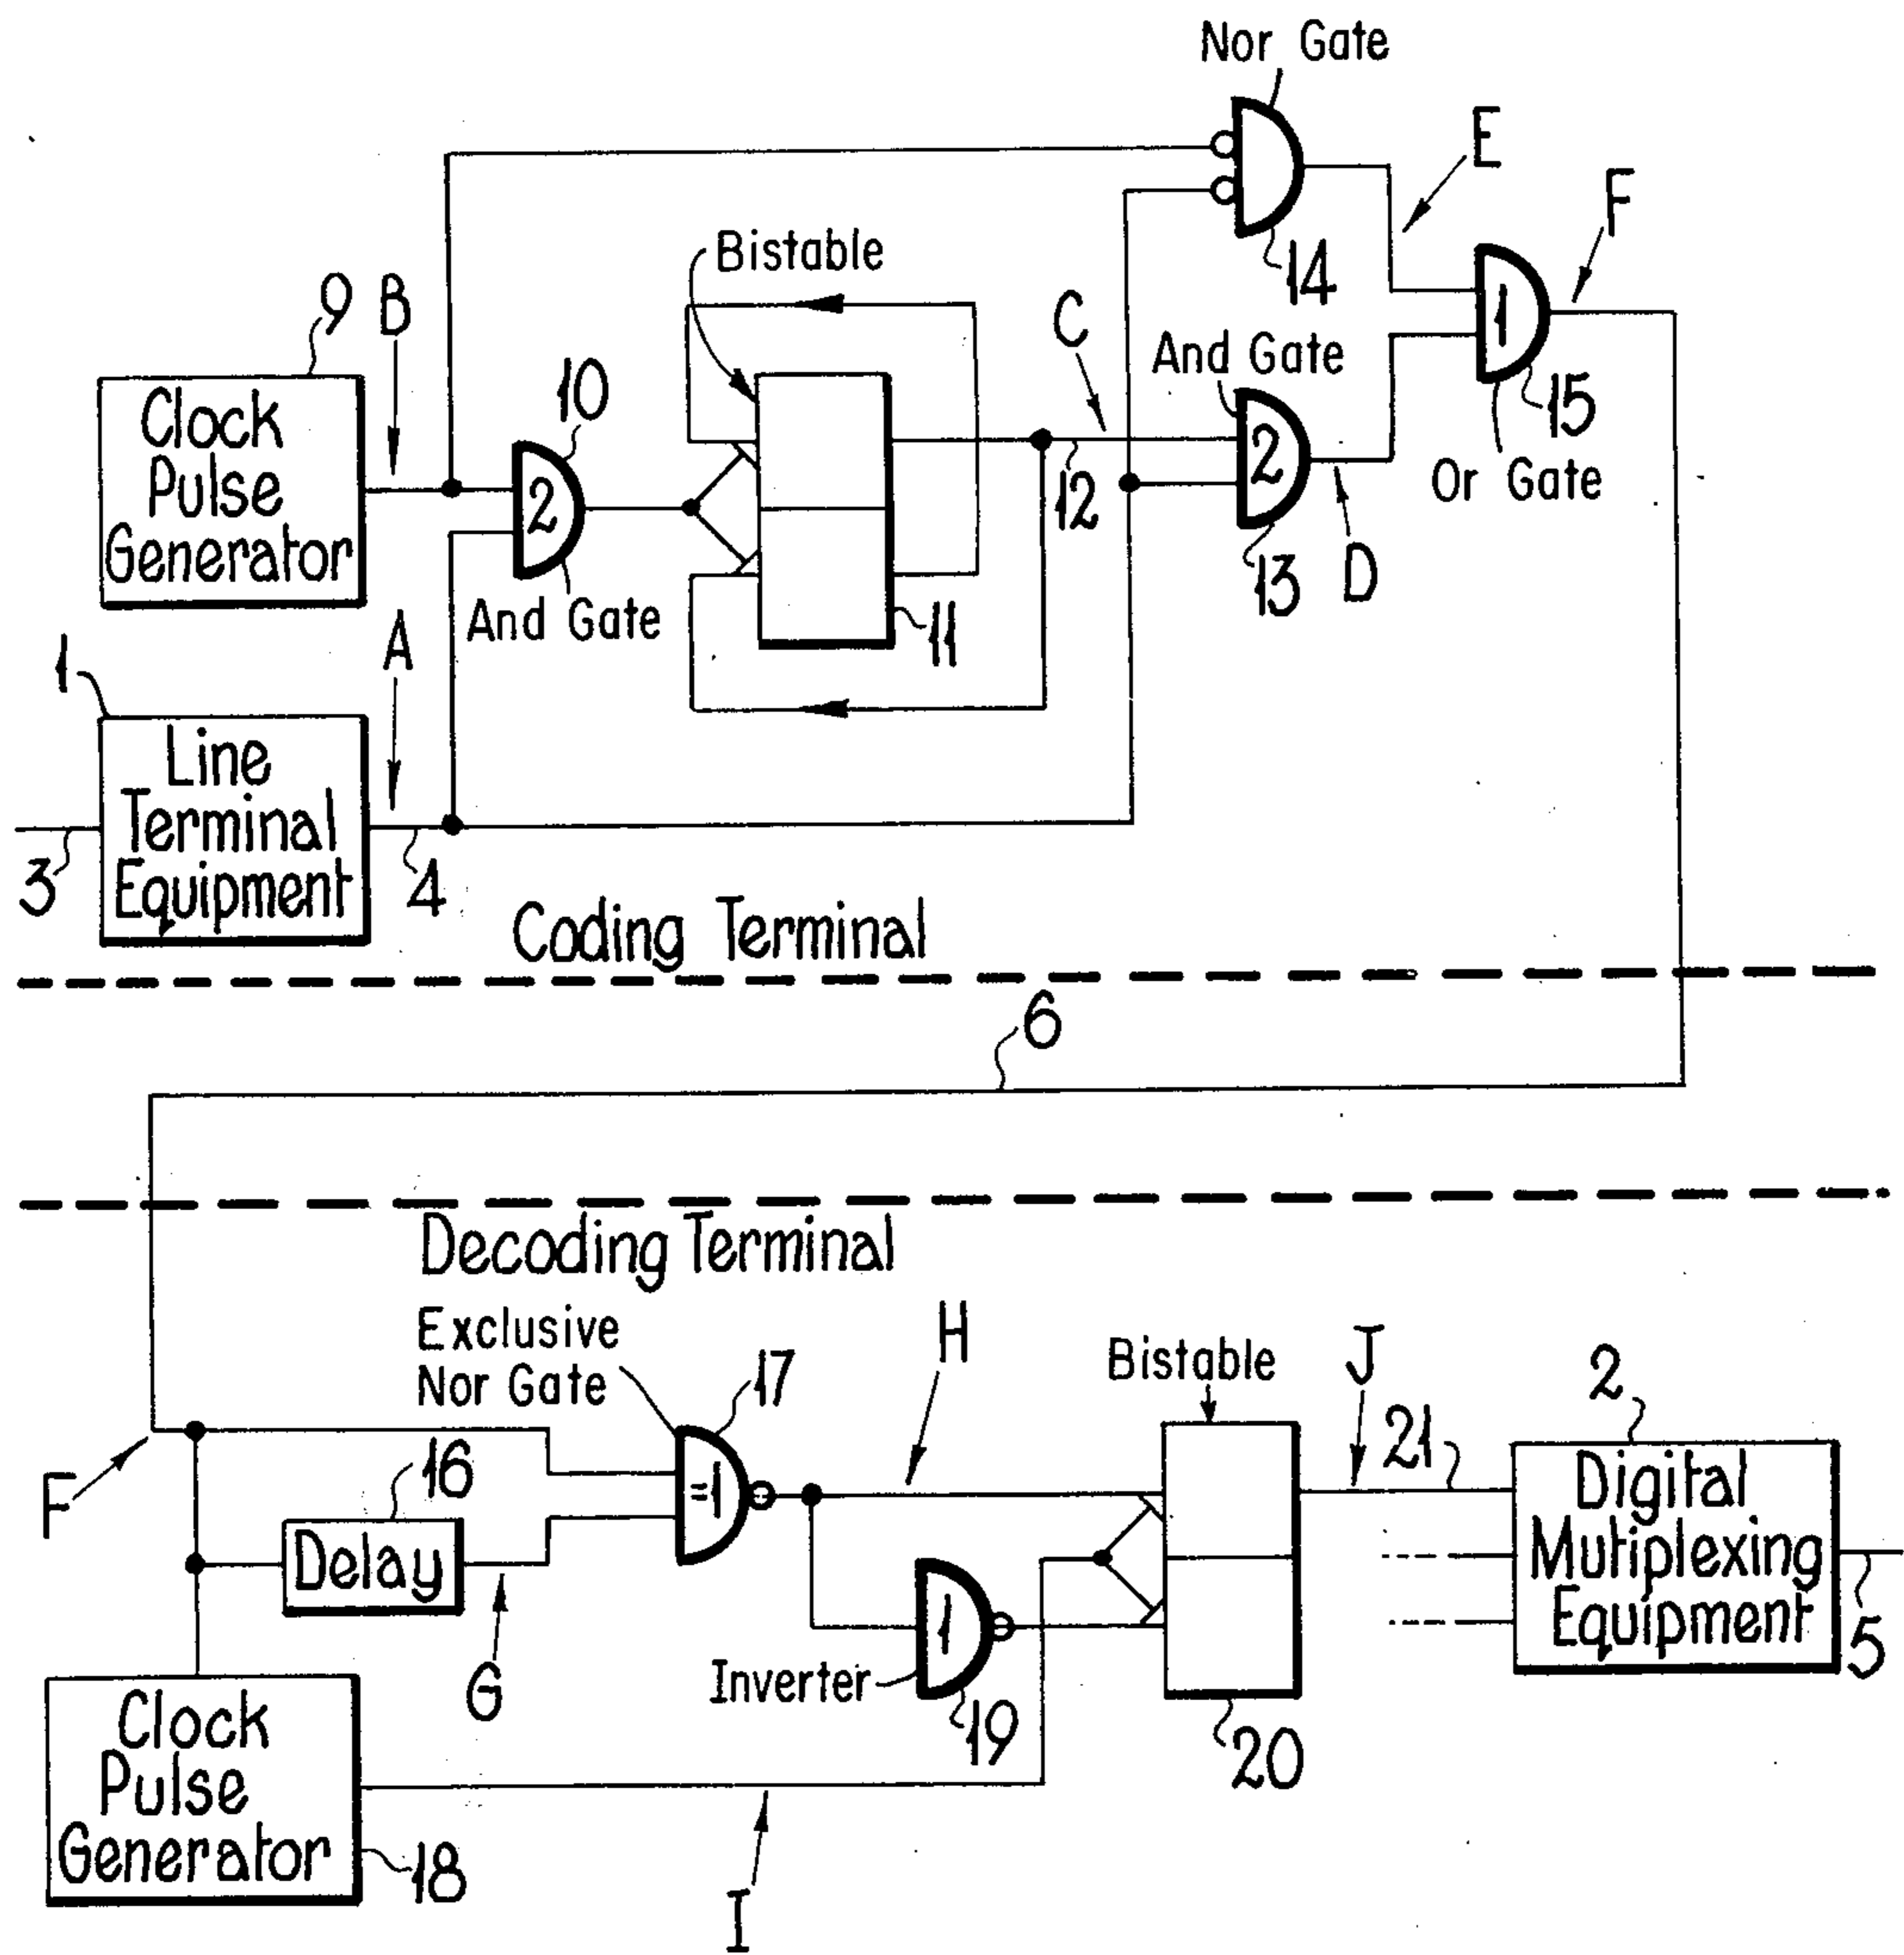 Nor Gate
E
F
14
Bistable
9
B
C
And Gate
1
15
Or Gate
10
Clock
Pulse
Generator
2
12
2
13
D
And Gate
11
A
1
Line
Terminal
Equipment
3
4
Coding Terminal
6
Decoding Terminal
Exclusive
Nor Gate
17
H
Bistable
J
2
21
F
16
=1
Delay
G
1
Inverter
19
20
Digital
Mutiplexing
Equipment
5
Clock
Pulse
Generator
18
I